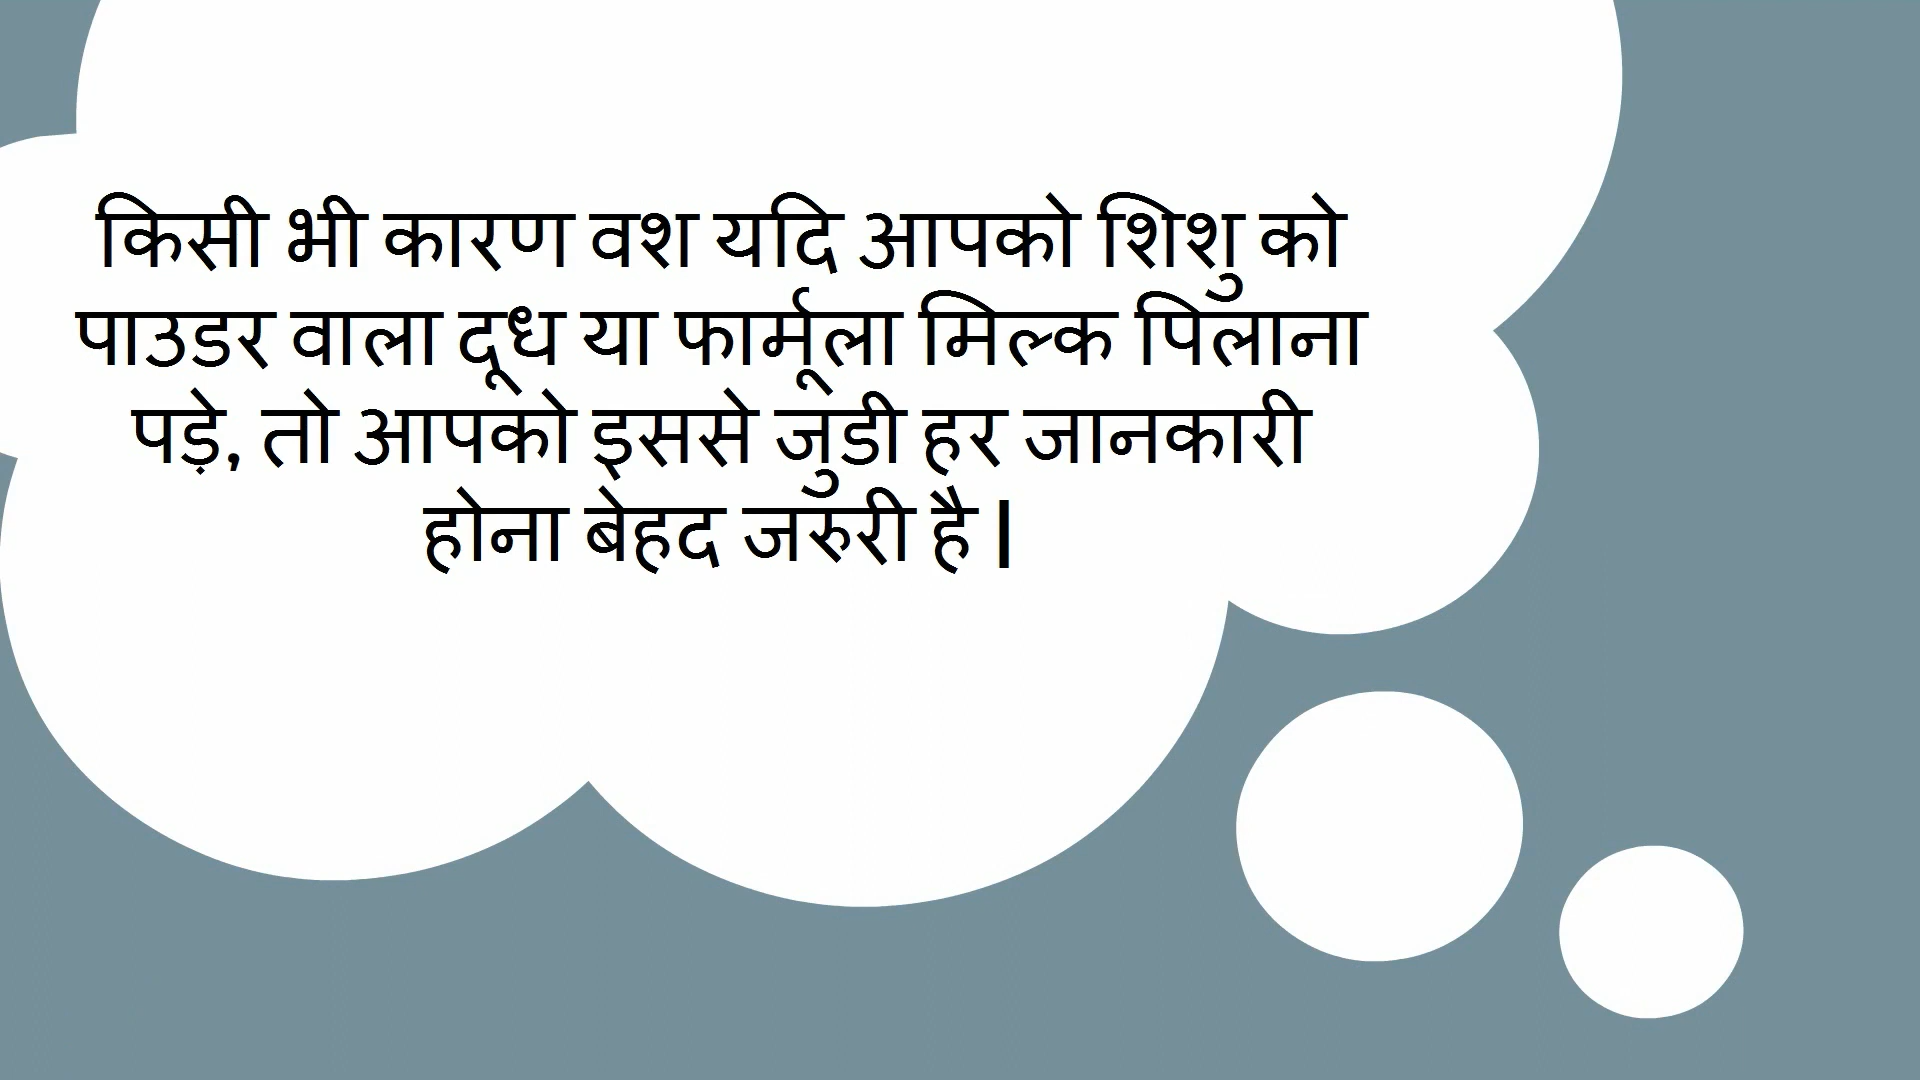 किसी भी कारण वश यदि आपको शिशु को
पाउडर वाला दूध या फार्मूला मिल्क पिलाना
पड़े, तो आपको इससे जुडी हर जानकारी
होना बेहद जरुरी है।